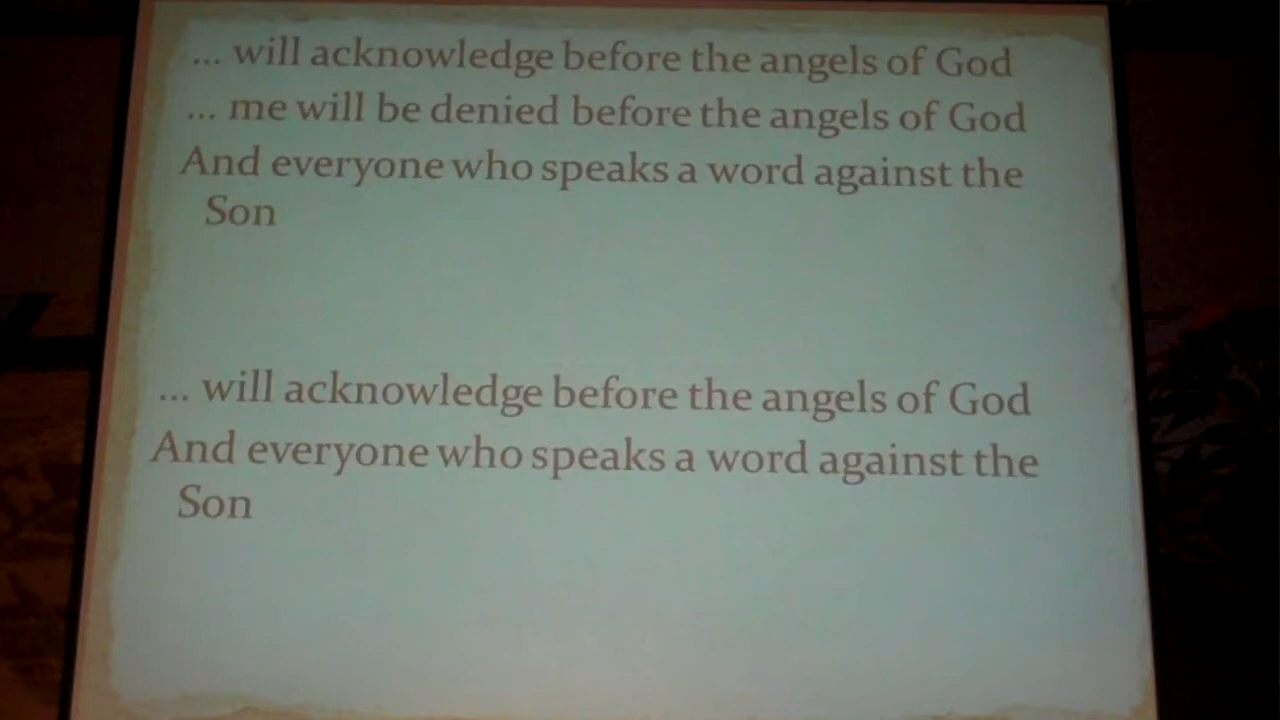 ... will acknowledge before the angels of God
... me will be denied before the angels of God
And everyone who speaks a word against the
Son
... will acknowledge before the angels of God
And everyone who speaks a word against the
Son